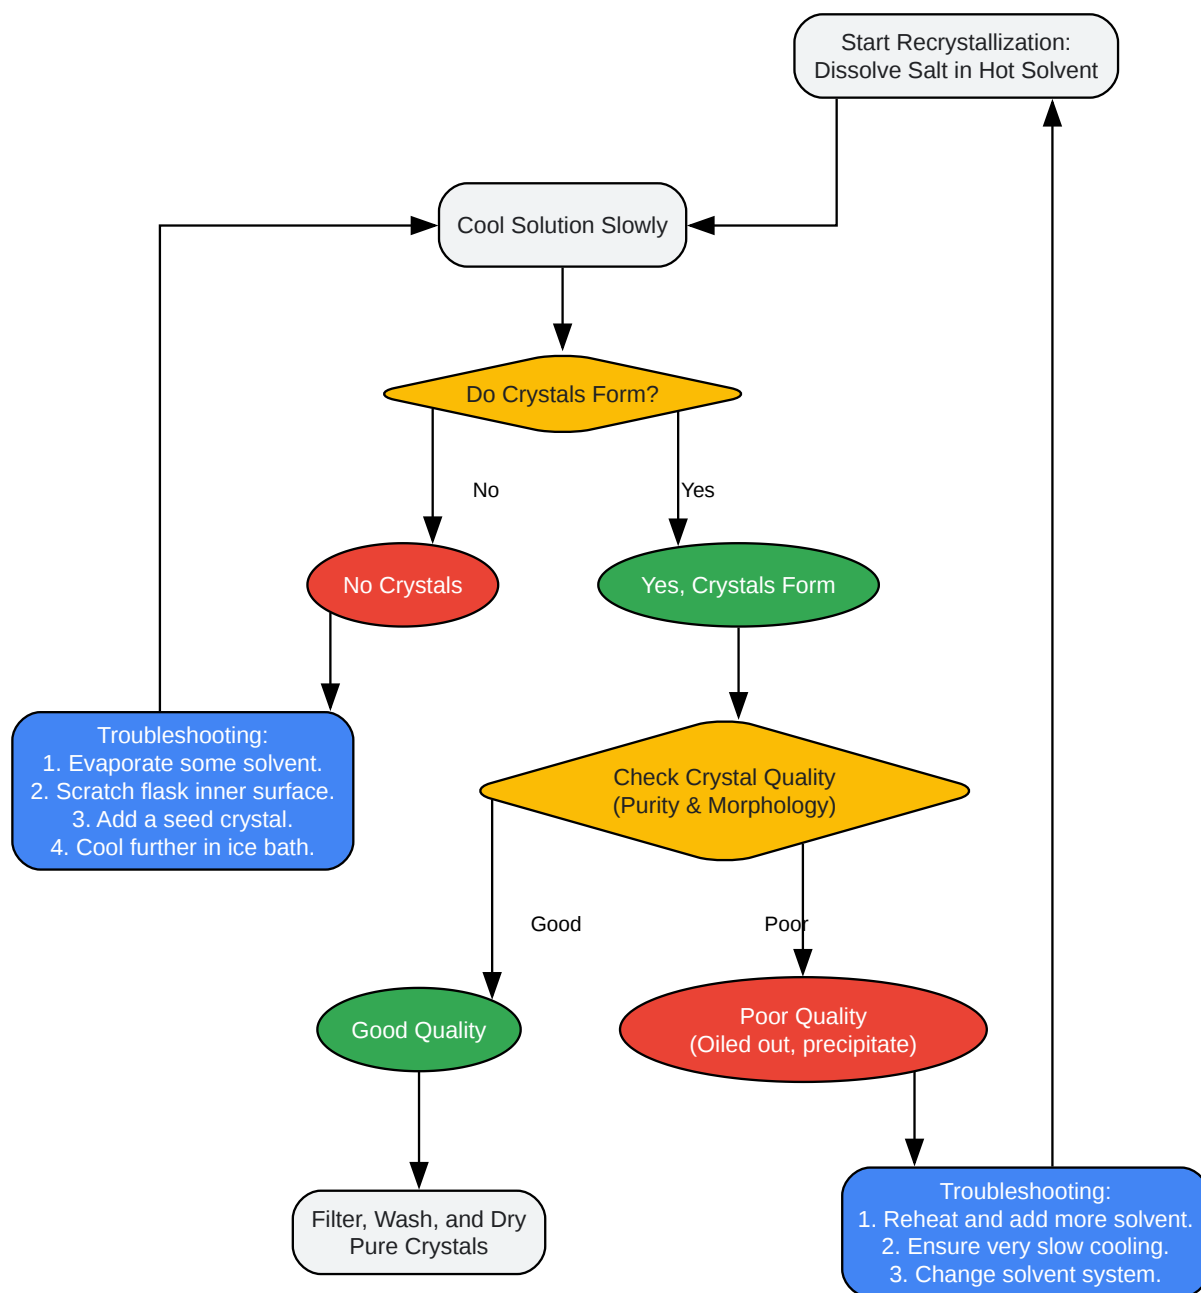 Start Recrystallization:
Dissolve Salt in Hot Solvent
Cool Solution Slowly
Do Crystals Form?
No
Yes
No Crystals
Yes, Crystals Form
Troubleshooting:
1. Evaporate some solvent.
2. Scratch flask inner surface.
3. Add a seed crystal.
4. Cool further in ice bath.
Check Crystal Quality
(Purity & Morphology)
Good
Poor
Good Quality
Poor Quality
(Oiled out, precipitate)
Filter, Wash, and Dry
Pure Crystals
Troubleshooting:
1. Reheat and add more solvent.
2. Ensure very slow cooling.
3. Change solvent system.